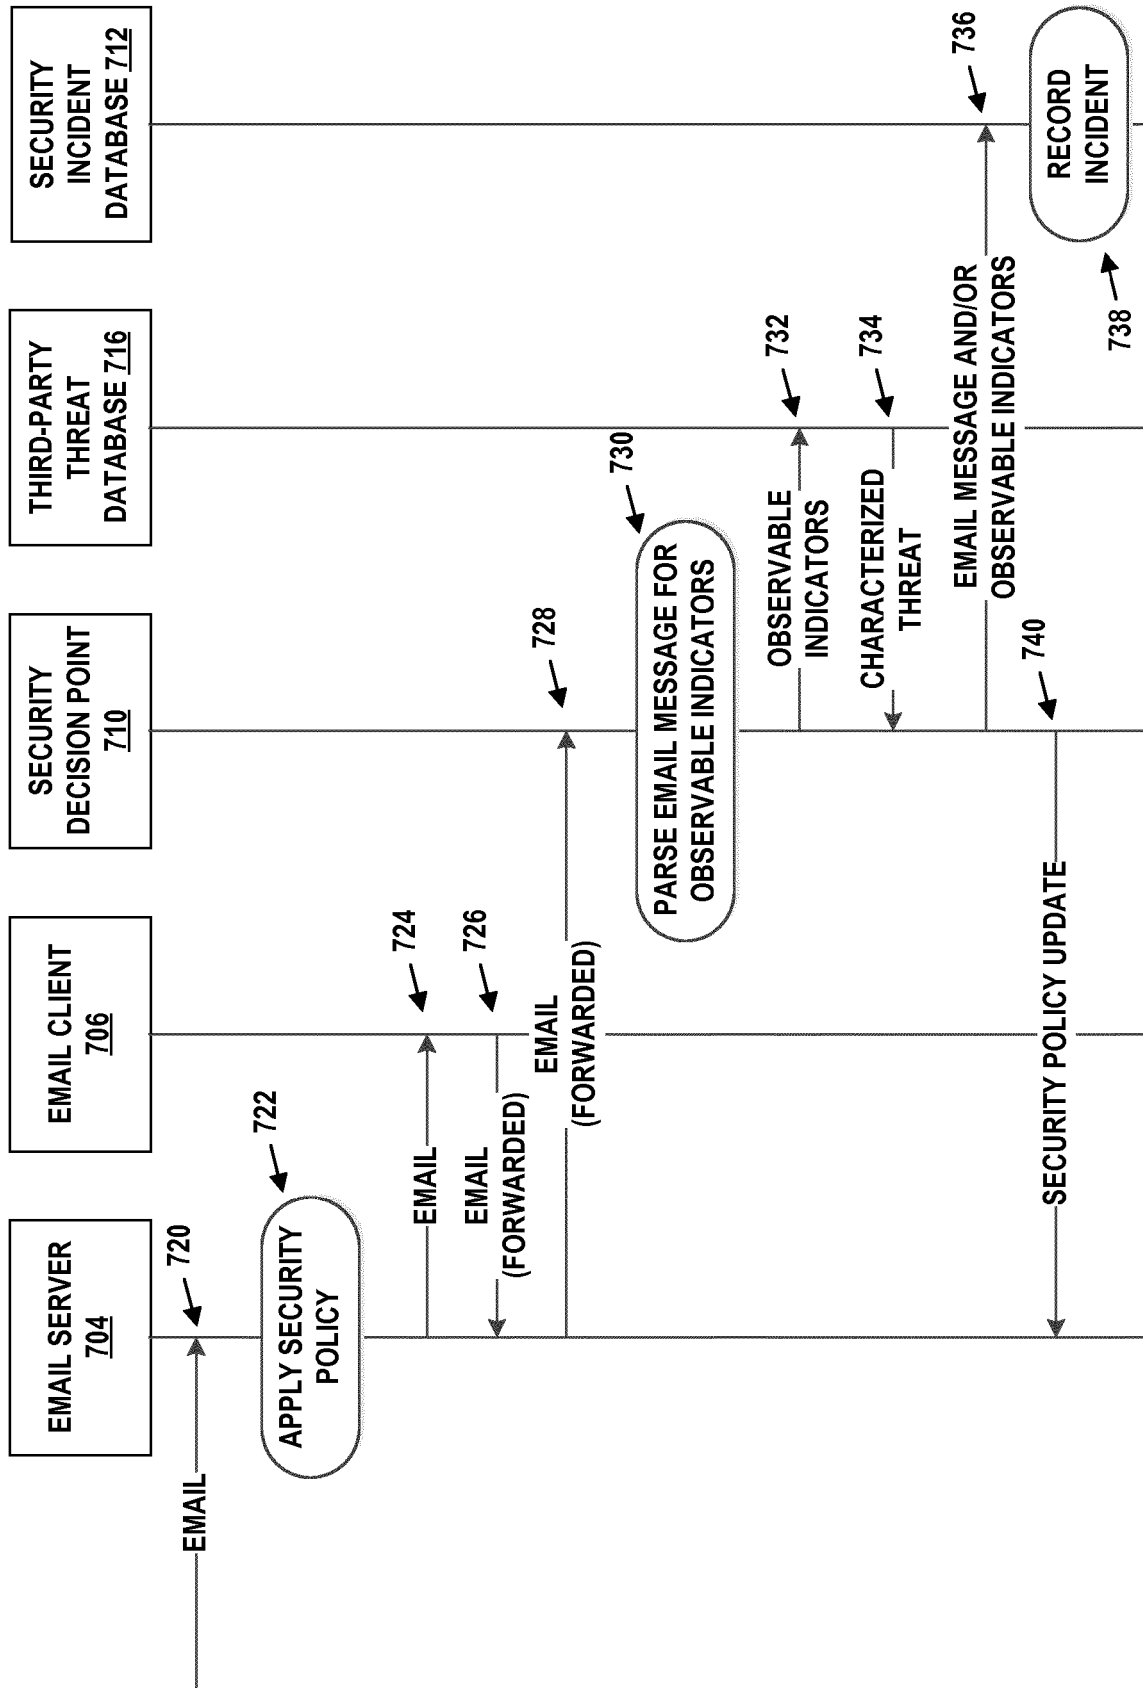 EMAIL SERVER
704
EMAIL CLIENT
706
SECURITY
DECISION POINT
710
THIRD-PARTY
THREAT
DATABASE 716
SECURITY
INCIDENT
DATABASE 712
EMAIL
720
APPLY SECURITY
POLICY
722
EMAIL
724
EMAIL
(FORWARDED)
726
EMAIL
(FORWARDED)
728
PARSE EMAIL MESSAGE FOR
OBSERVABLE INDICATORS
730
OBSERVABLE
INDICATORS
732
CHARACTERIZED
THREAT
734
EMAIL MESSAGE AND/OR
OBSERVABLE INDICATORS
736
RECORD
INCIDENT
738
SECURITY POLICY UPDATE
740